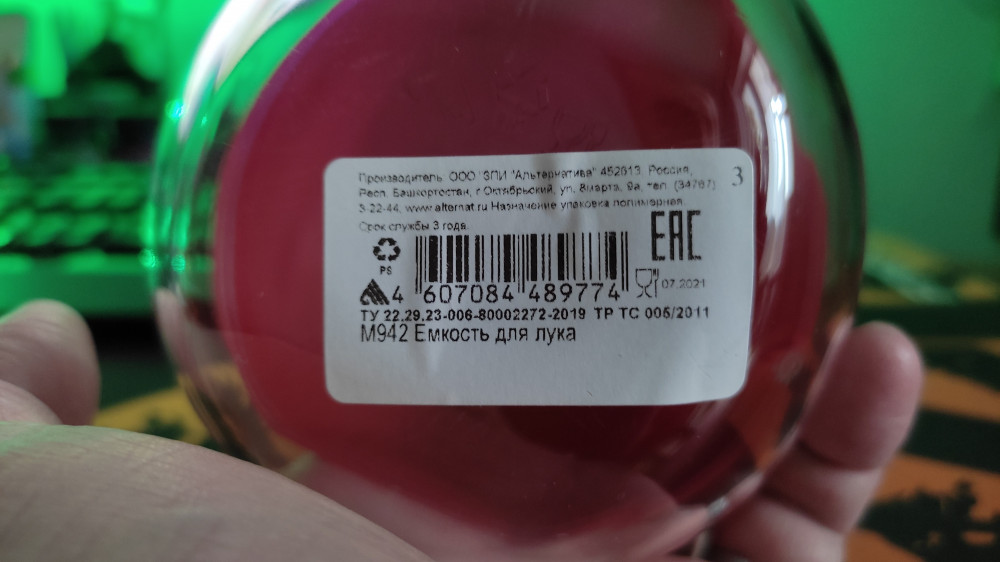 Производитель: ООО "ЗПИ "Альтернатива" 452613, Россия,
Респ. Башкортостан, г.Октябрьский, ул. 8марта, 9а, тел. (34767)
5-22-44, www.alternat.ru Назначение упаковка полимерная.
Срок службы 3 года.
3
EAC
PS
4 607084 489774
07.2021
ТУ 22.29.23-006-80002272-2019 ТР ТС 005/2011
М942 Емкость для лука